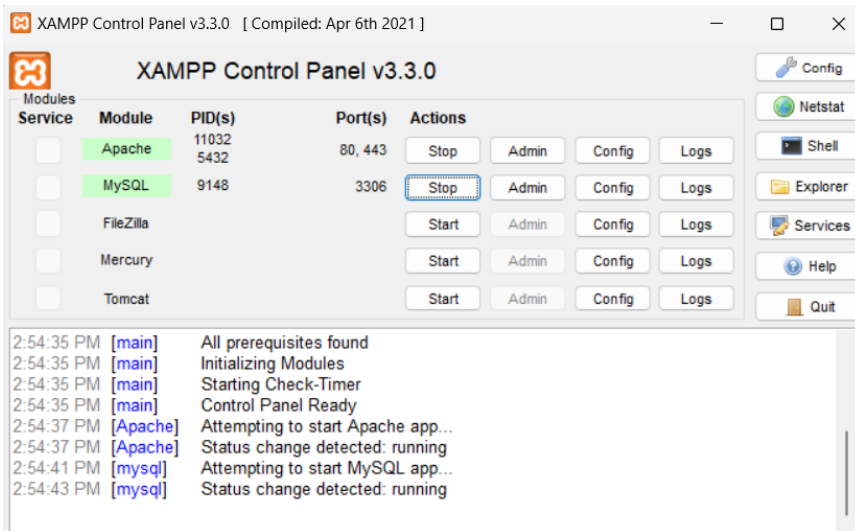 XAMPP Control Panel v3.3.0 [ Compiled: Apr 6th 2021 ]
XAMPP Control Panel v3.3.0
Config
Modules
Service Module PID(s) Port(s) Actions
Netstat
Apache 11032 5432 80, 443 Stop Admin Config Logs
Shell
MySQL 9148 3306 Stop Admin Config Logs
Explorer
FileZilla Start Admin Config Logs
Services
Mercury Start Admin Config Logs
Help
Tomcat Start Admin Config Logs
Quit
2:54:35 PM [main] All prerequisites found
2:54:35 PM [main] Initializing Modules
2:54:35 PM [main] Starting Check-Timer
2:54:35 PM [main] Control Panel Ready
2:54:37 PM [Apache] Attempting to start Apache app...
2:54:37 PM [Apache] Status change detected: running
2:54:41 PM [mysql] Attempting to start MySQL app...
2:54:43 PM [mysql] Status change detected: running